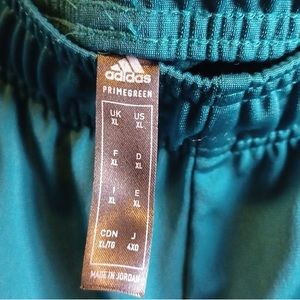 adidas
PRIMEGREEN
UK US
XL XL
F D
XL XL
I E
XL XL
CDN J
XL/TG 4XO
MADE IN JORDAN